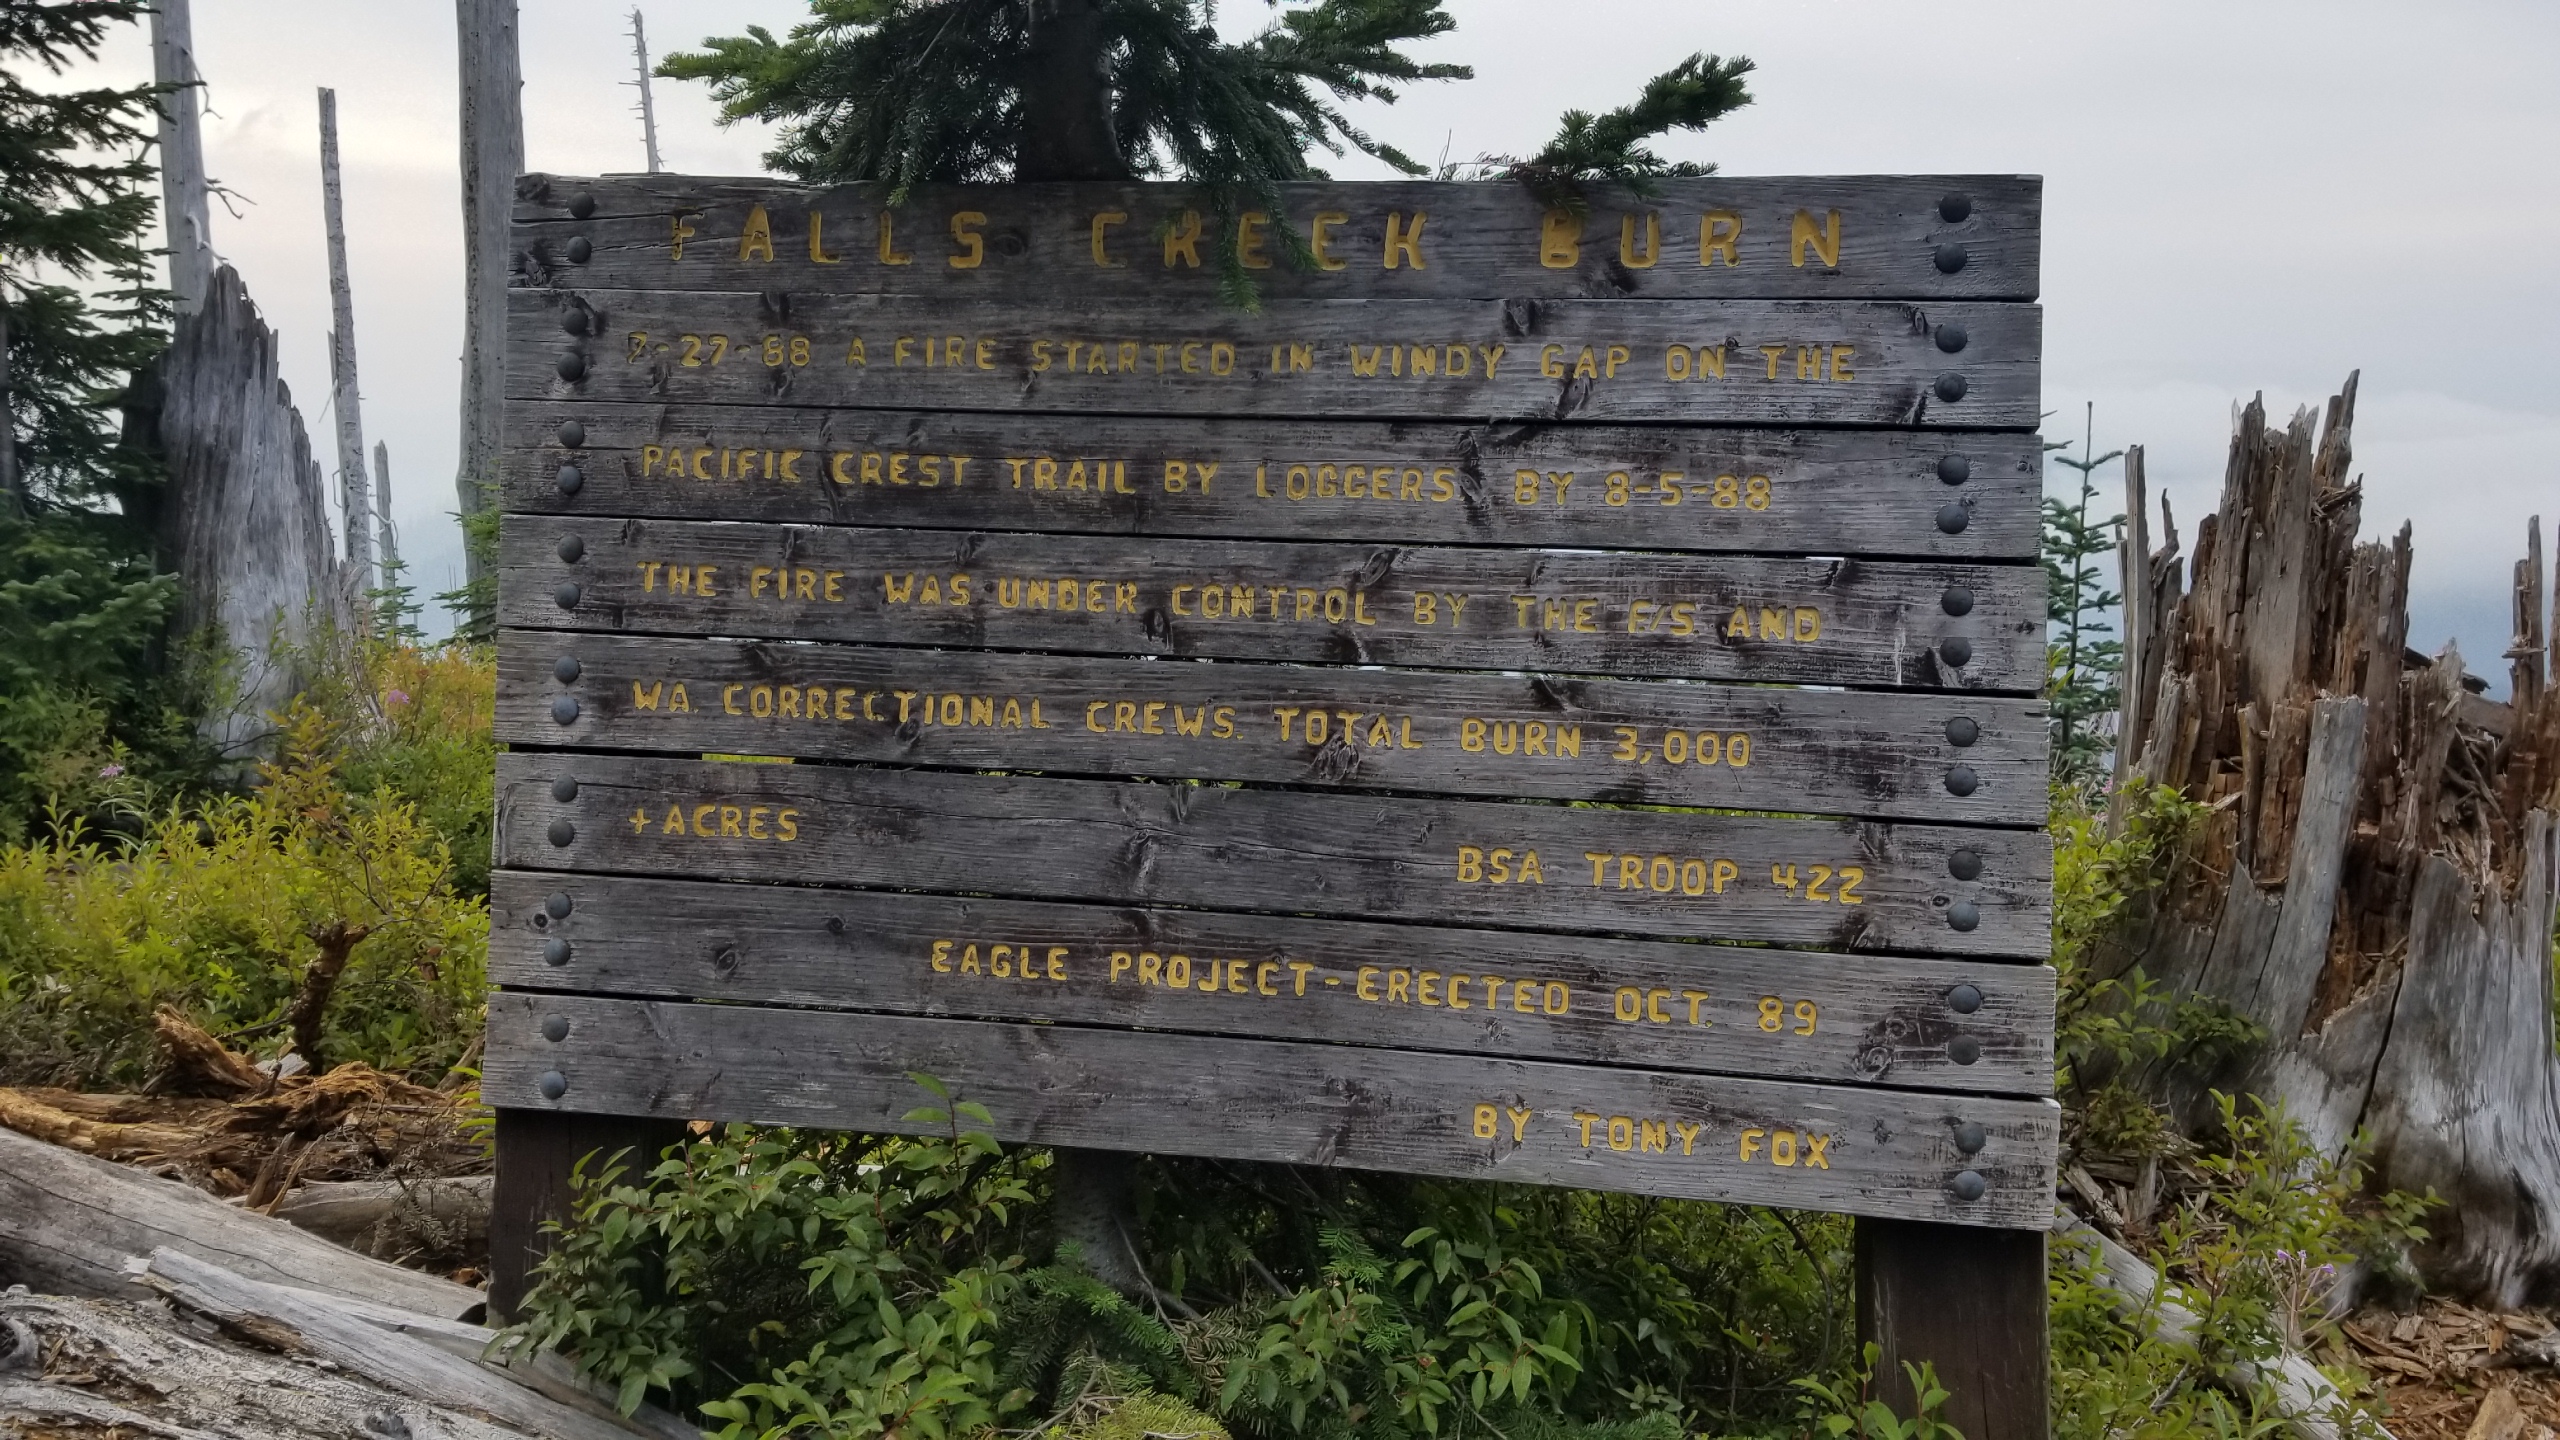 FALLS CREEK BURN
7-27-88 A FIRE STARTED IN WINDY GAP ON THE
PACIFIC CREST TRAIL BY LOGGERS. BY 8-5-88
THE FIRE WAS UNDER CONTROL BY THE F/S AND
WA. CORRECTIONAL CREWS. TOTAL BURN 3,000
+ ACRES
BSA TROOP 422
EAGLE PROJECT-ERECTED OCT. 89
BY TONY FOX